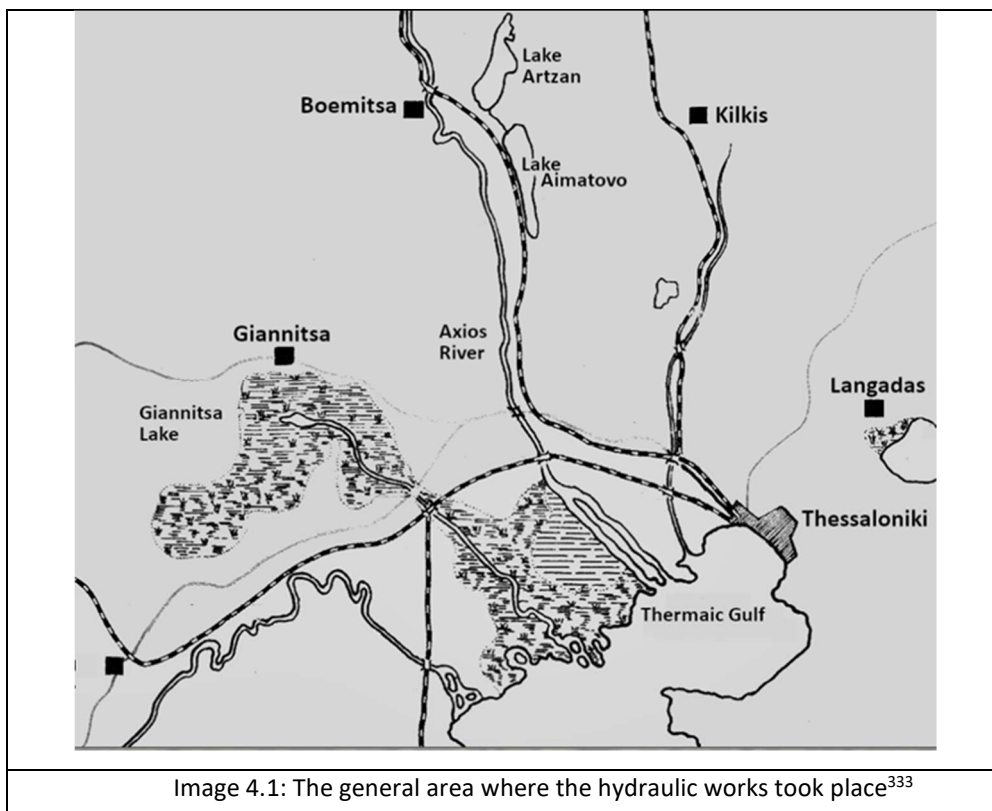 Lake
Artzan
Boemitsa
Kilkis
Lake
Aimatovo
Axios
River
Giannitsa
Giannitsa
Lake
Langadas
Thessaloniki
Thermaic Gulf
Image 4.1: The general area where the hydraulic works took place333